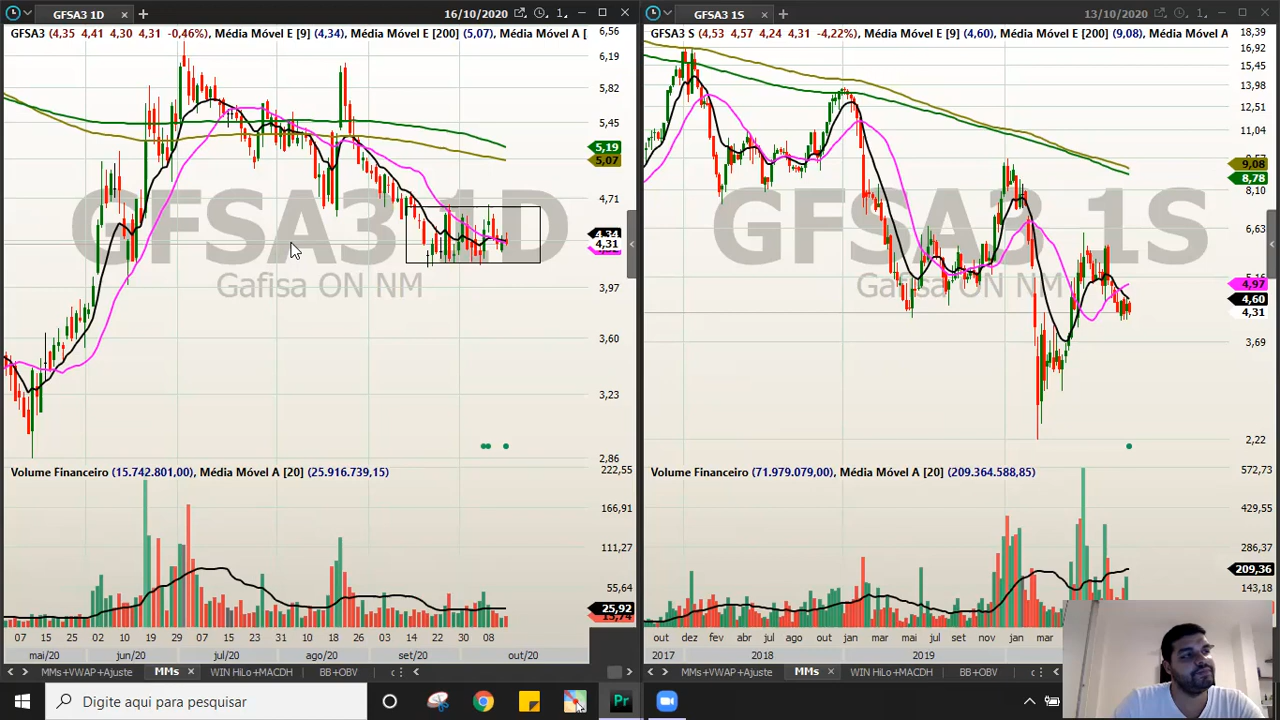 GFSA3 1D
16/10/2020
1
GFSA3 (4,35 4,41 4,30 4,31 -0,46%), Média Móvel E [9] (4,34), Média Móvel E [200] (5,07), Média Móvel A [
6,56
6,19
5,82
5,45
5,19
5,07
4,71
4,31
3,97
3,60
3,23
2,86
GFSA3 1D
Gafisa ON NM
Volume Financeiro (15.742.801,00), Média Móvel A [20] (25.916.739,15)
222,55
166,91
111,27
55,64
25,92
07 15 25 02 10 19 29 07 15 23 31 10 18 26 03 14 22 30 08
mai/20 jun/20 jul/20 ago/20 set/20 out/20
MMs+VWAP+Ajuste MMs WIN HiLo+MACDH BB+OBV
GFSA3 1S
13/10/2020
1
GFSA3 S (4,53 4,57 4,24 4,31 -4,22%), Média Móvel E [9] (4,60), Média Móvel E [200] (9,08), Média Móvel A
18,39
16,92
15,45
13,98
12,51
11,04
9,08
8,78
8,10
6,63
4,97
4,60
4,31
3,69
2,22
GFSA3 1S
Gafisa ON NM
Volume Financeiro (71.979.079,00), Média Móvel A [20] (209.364.588,85)
572,73
429,55
286,37
209,36
143,18
out dez fev abr jul ago out jan mar mai jul set nov jan mar
2017 2018 2019
MMs+VWAP+Ajuste MMs WIN HiLo+MACDH BB+OBV
Digite aqui para pesquisar
Pr